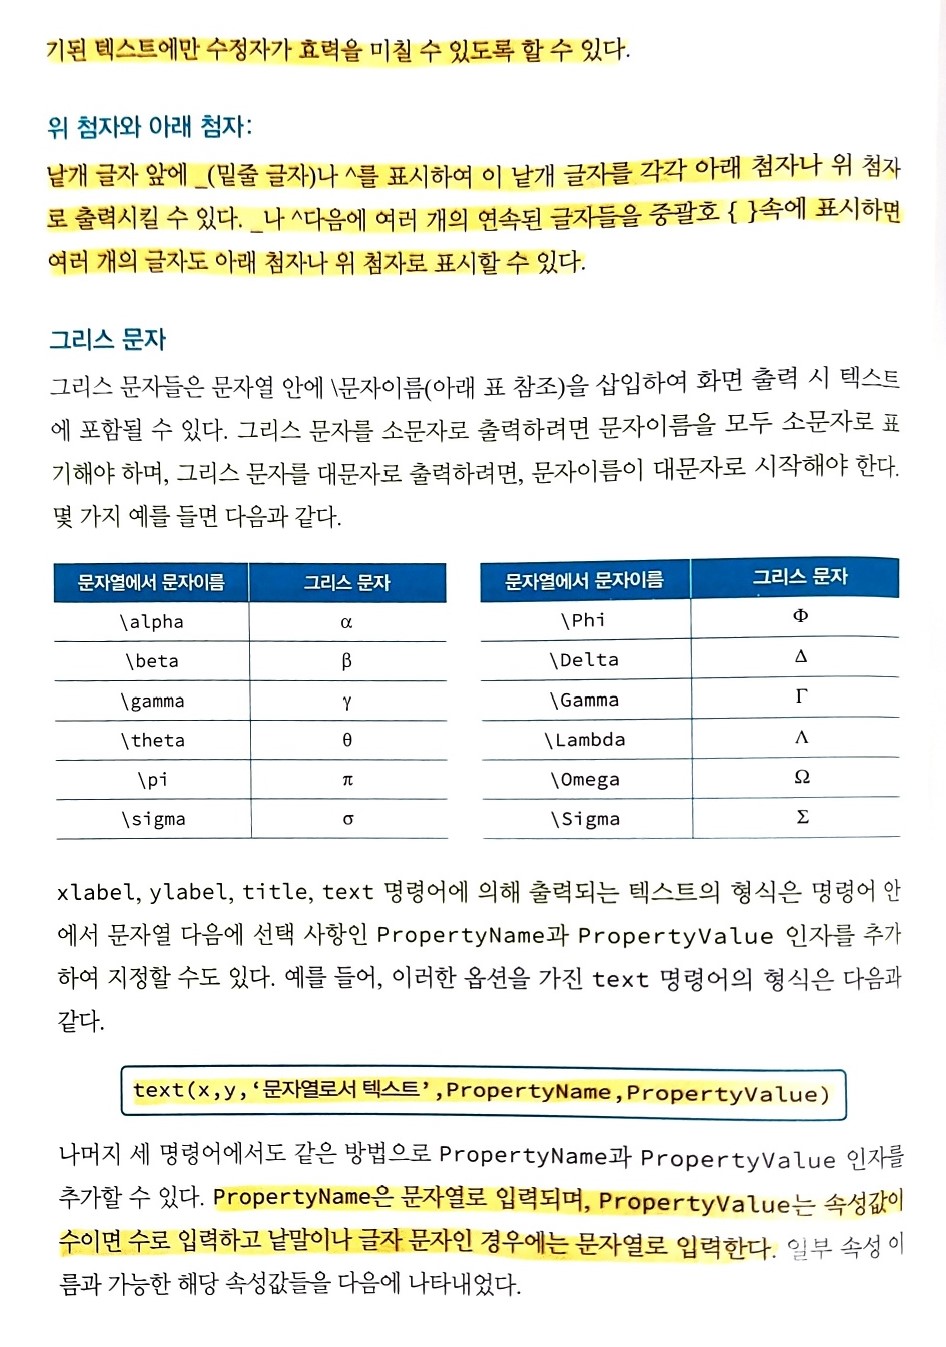 기된 텍스트에만 수정자가 효력을 미칠 수 있도록 할 수 있다.
위 첨자와 아래 첨자:
낱개 글자 앞에 _(밑줄 글자)나 ^를 표시하여 이 낱개 글자를 각각 아래 첨자나 위 첨자
로 출력시킬 수 있다. _나 ^다음에 여러 개의 연속된 글자들을 중괄호 { }속에 표시하면
여러 개의 글자도 아래 첨자나 위 첨자로 표시할 수 있다.
그리스 문자
그리스 문자들은 문자열 안에 \문자이름(아래 표 참조)을 삽입하여 화면 출력 시 텍스트
에 포함될 수 있다. 그리스 문자를 소문자로 출력하려면 문자이름을 모두 소문자로 표
기해야 하며, 그리스 문자를 대문자로 출력하려면, 문자이름이 대문자로 시작해야 한다.
몇 가지 예를 들면 다음과 같다.
문자열에서 문자이름 그리스 문자
\alpha α
\beta β
\gamma γ
\theta θ
\pi π
\sigma σ
문자열에서 문자이름 그리스 문자
\Phi Φ
\Delta Δ
\Gamma Γ
\Lambda Λ
\Omega Ω
\Sigma Σ
xlabel, ylabel, title, text 명령어에 의해 출력되는 텍스트의 형식은 명령어 안
에서 문자열 다음에 선택 사항인 PropertyName과 PropertyValue 인자를 추가
하여 지정할 수도 있다. 예를 들어, 이러한 옵션을 가진 text 명령어의 형식은 다음과
같다.
text(x,y,‘문자열로서 텍스트’,PropertyName,PropertyValue)
나머지 세 명령어에서도 같은 방법으로 PropertyName과 PropertyValue 인자를
추가할 수 있다. PropertyName은 문자열로 입력되며, PropertyValue는 속성값이
수이면 수로 입력하고 낱말이나 글자 문자인 경우에는 문자열로 입력한다. 일부 속성 이
름과 가능한 해당 속성값들을 다음에 나타내었다.